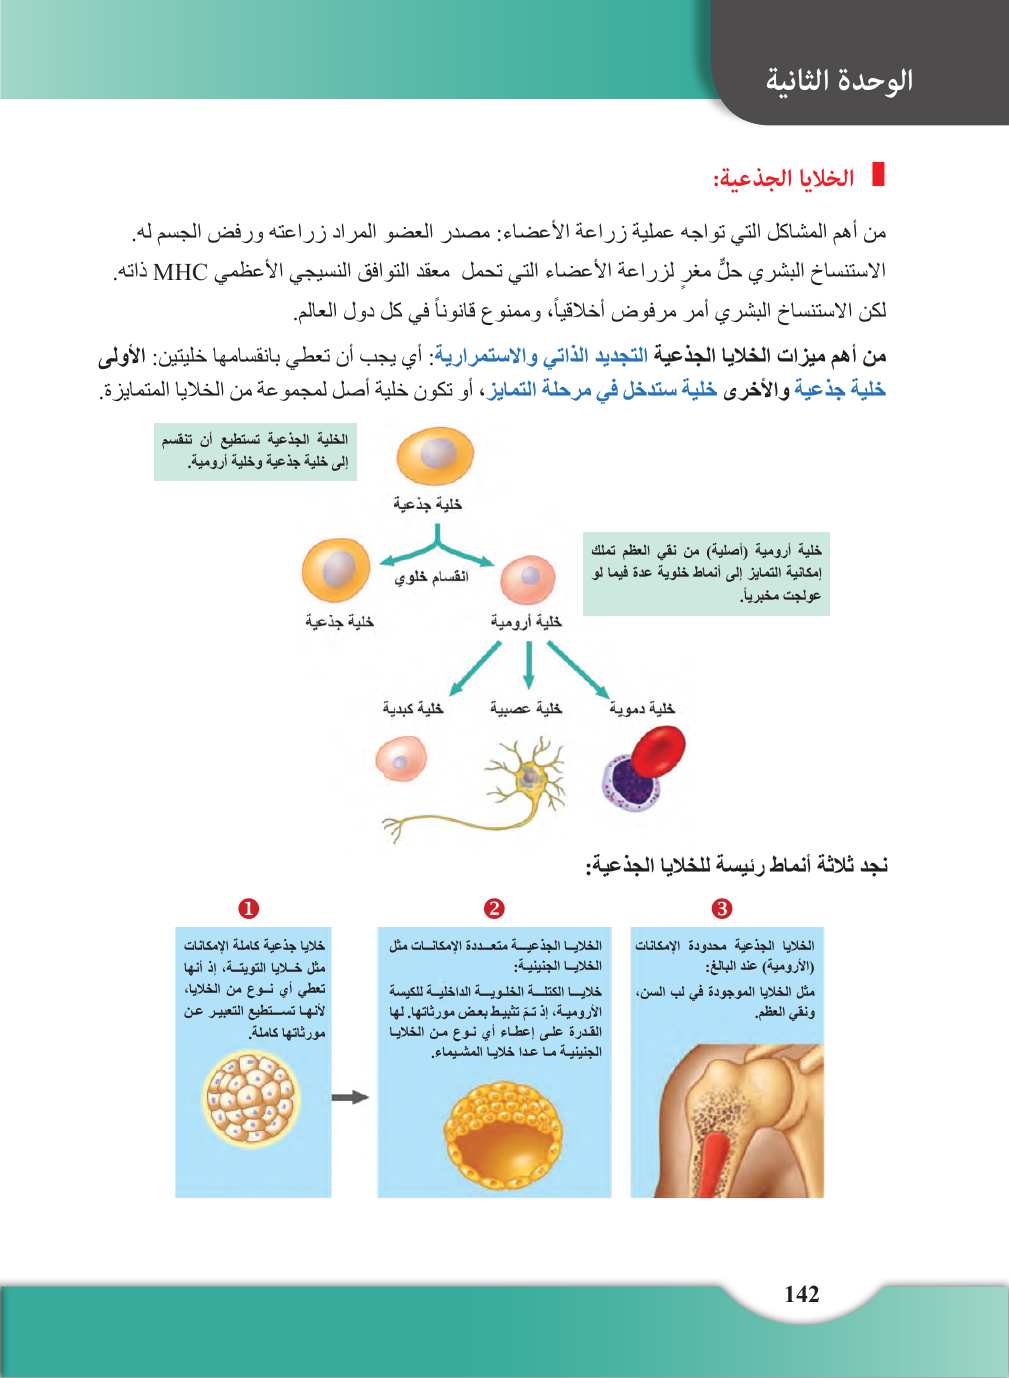 الوحدة الثانية
الخلايا الجذعية:
من أهم المشاكل التي تواجه عملية زراعة الأعضاء: مصدر العضو المراد زراعته ورفض الجسم له.
الاستنساخ البشري حلٌّ مغرٍ لزراعة الأعضاء التي تحمل معقد التوافق النسيجي الأعظمي MHC ذاته.
لكن الاستنساخ البشري أمر مرفوض أخلاقياً، وممنوع قانوناً في كل دول العالم.
من أهم ميزات الخلايا الجذعية التجديد الذاتي والاستمرارية: أي يجب أن تعطي بانقسامها خليتين: الأولى
خلية جذعية والأخرى خلية ستدخل في مرحلة التمايز، أو تكون خلية أصل لمجموعة من الخلايا المتمايزة.
الخلية الجذعية تستطيع أن تنقسم
إلى خلية جذعية وخلية أرومية.
خلية جذعية
خلية أرومية (أصلية) من نقي العظم تملك
إمكانية التمايز إلى أنماط خلوية عدة فيما لو
عولجت مخبرياً.
انقسام خلوي
خلية أرومية
خلية جذعية
خلية دموية
خلية عصبية
خلية كبدية
نجد ثلاثة أنماط رئيسة للخلايا الجذعية:
1
خلايا جذعية كاملة الإمكانات
مثل خلايا التويتة، إذ أنها
تعطي أي نوع من الخلايا،
لأنها تستطيع التعبير عن
مورثاتها كاملة.
2
الخلايا الجذعية متعددة الإمكانات مثل
الخلايا الجنينية:
خلايا الكتلة الخلوية الداخلية للكيسة
الأرومية، إذ تمّ تثبيط بعض مورثاتها. لها
القدرة على إعطاء أي نوع من الخلايا
الجنينية ما عدا خلايا المشيماء.
3
الخلايا الجذعية محدودة الإمكانات
(الأرومية) عند البالغ:
مثل الخلايا الموجودة في لب السن،
ونقي العظم.
142